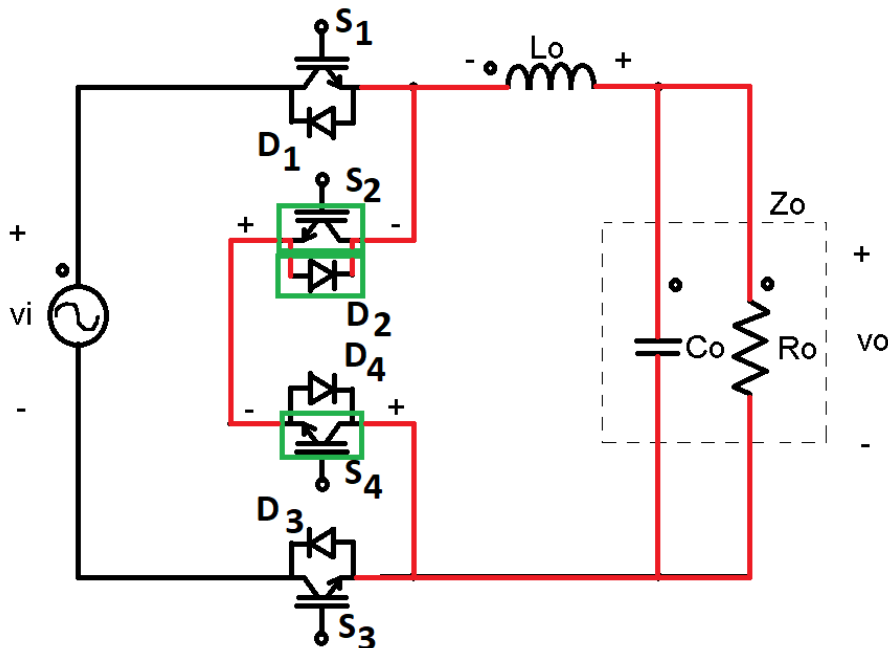 S1
- Lo +
D1
S2
+ -
Zo
+
vi
-
D2
D4
Co
Ro
+
vo
-
- +
S4
D3
S3